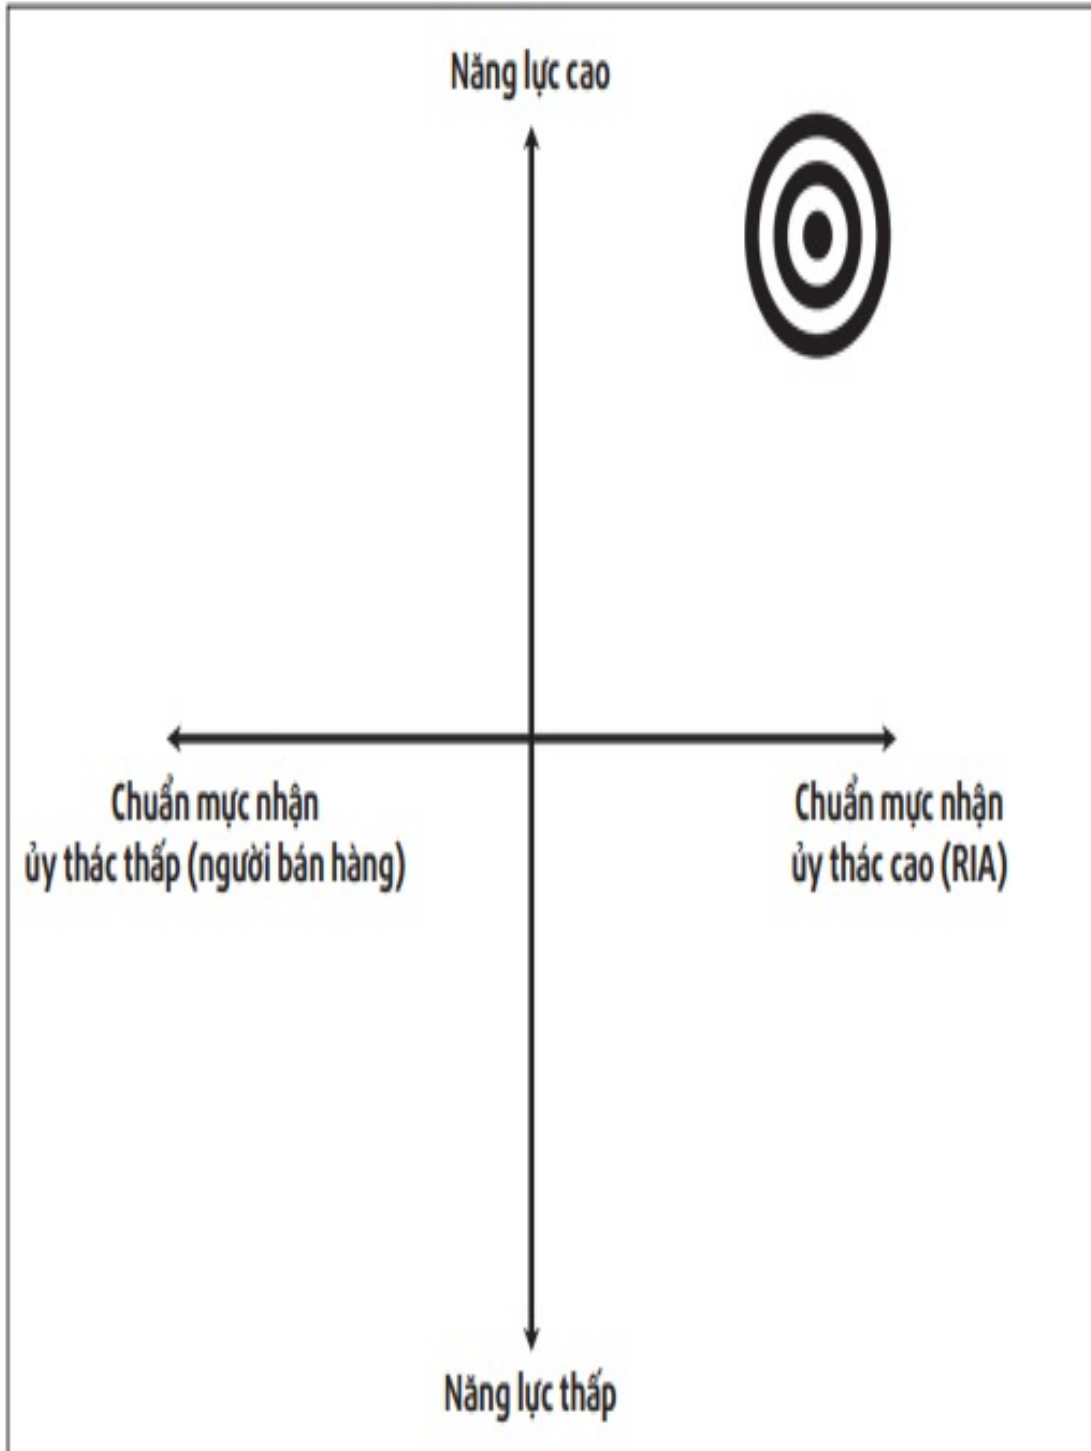 Năng lực cao
Chuẩn mực nhận
ủy thác thấp (người bán hàng)
Chuẩn mực nhận
ủy thác cao (RIA)
Năng lực thấp